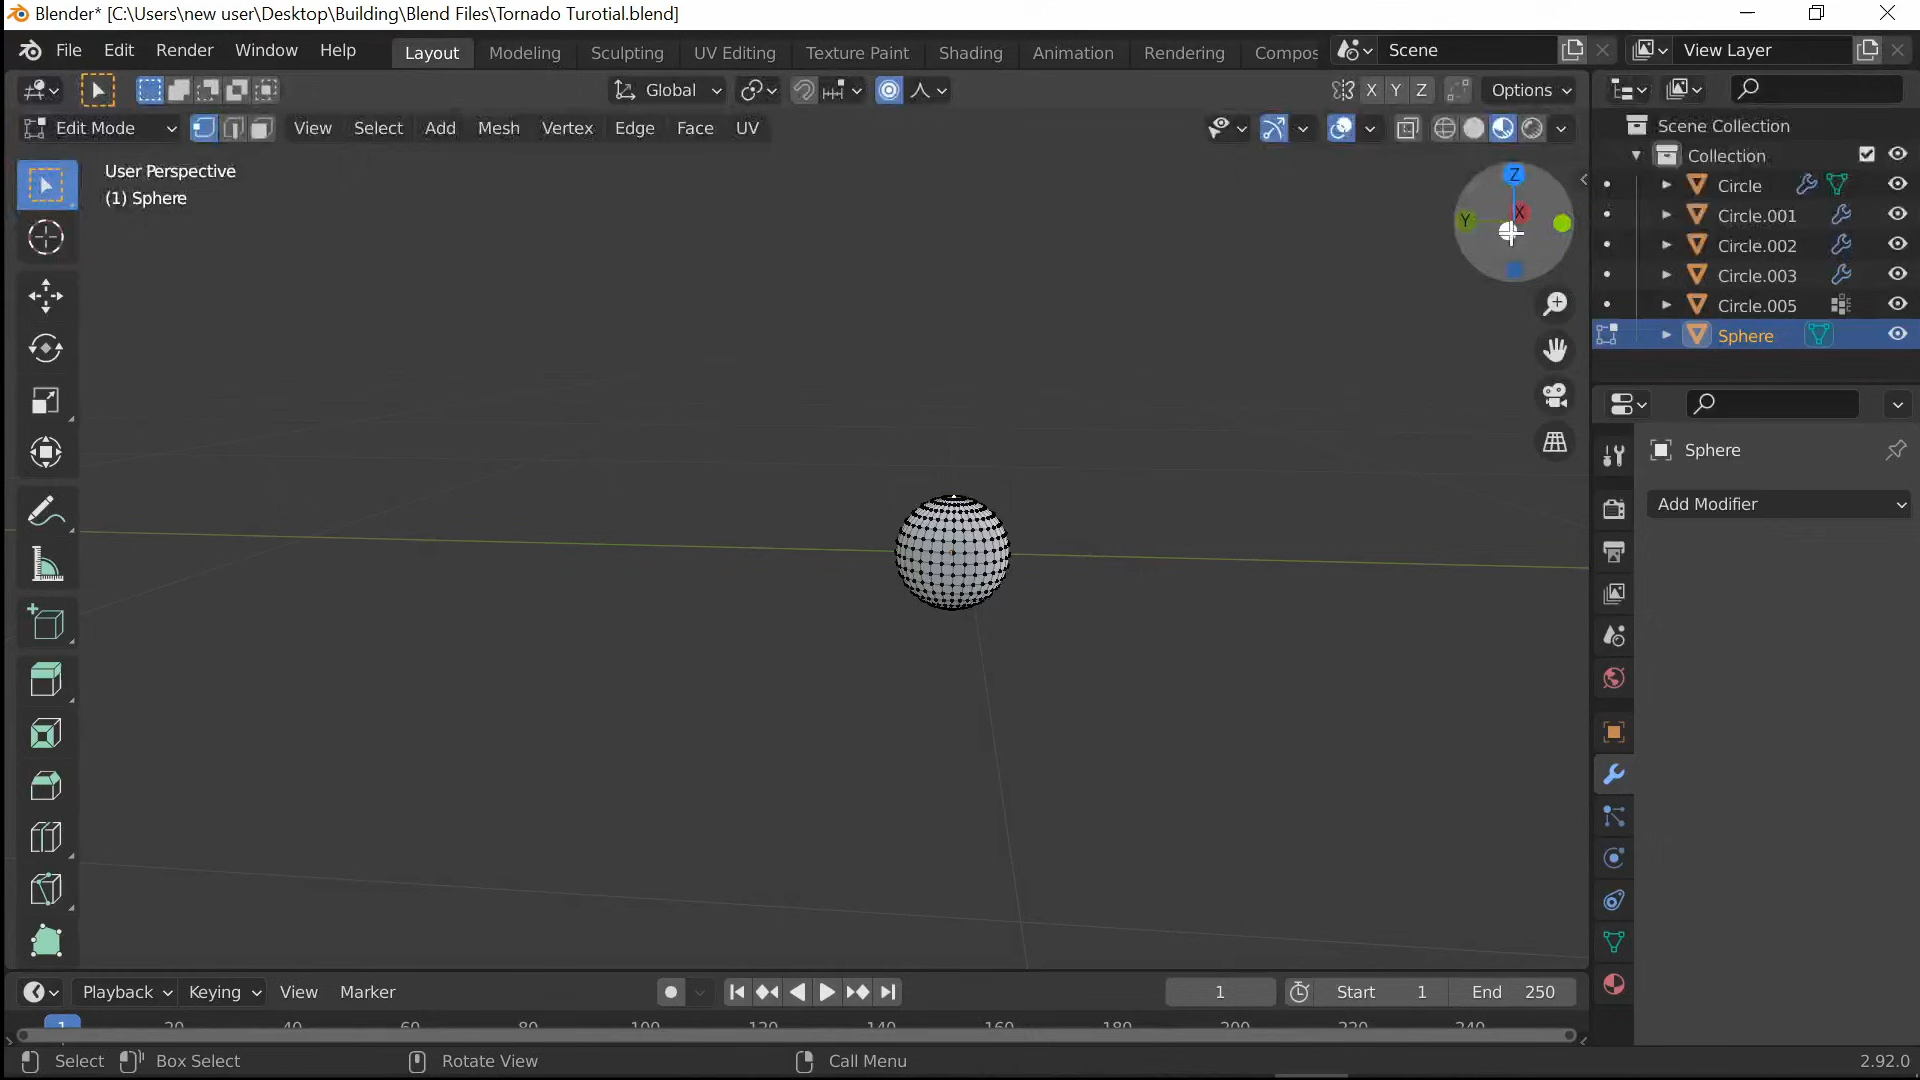 Blender* [C:\Users\new user\Desktop\Building\Blend Files\Tornado Turotial.blend]
File Edit Render Window Help Layout Modeling Sculpting UV Editing Texture Paint Shading Animation Rendering Compos Scene View Layer
Global X Y Z Options
Edit Mode View Select Add Mesh Vertex Edge Face UV
Scene Collection
Collection
User Perspective
(1) Sphere
Z
X
Y
Circle
Circle.001
Circle.002
Circle.003
Circle.005
Sphere
Sphere
Add Modifier
Playback Keying View Marker 1 Start 1 End 250
1 20 40 60 80 100 120 140 160 180 200 220 240
Select Box Select Rotate View Call Menu 2.92.0